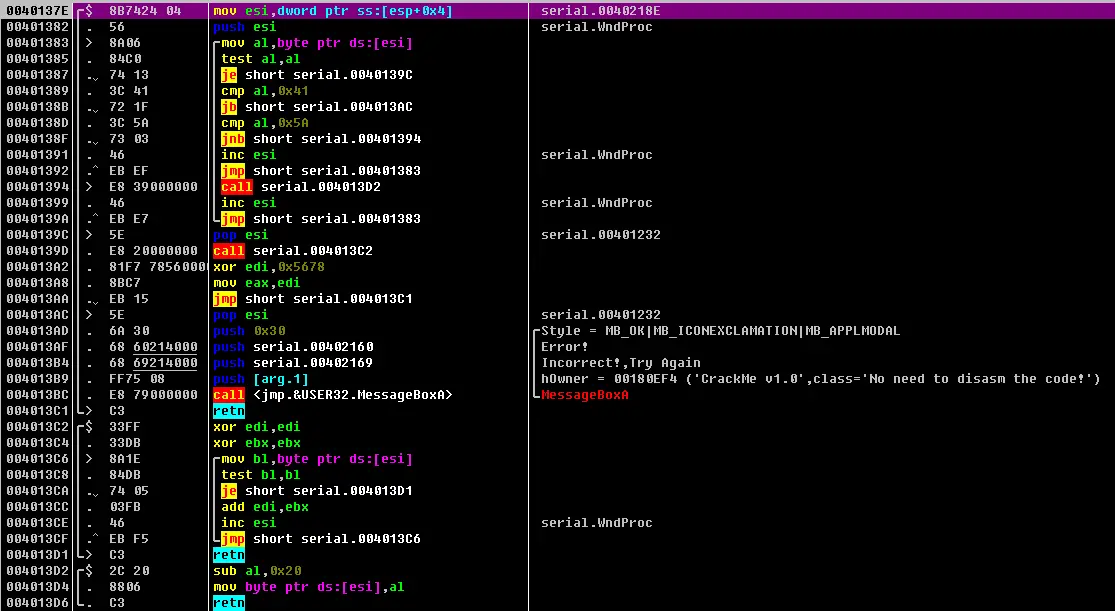 0040137E ┌$ 8B7424 04 mov esi,dword ptr ss:[esp+0x4] serial.0040218E
00401382 . 56 push esi serial.WndProc
00401383 > 8A06 ┌mov al,byte ptr ds:[esi]
00401385 . 84C0 test al,al
00401387 .ˬ 74 13 je short serial.0040139C
00401389 . 3C 41 cmp al,0x41
0040138B .ˬ 72 1F jb short serial.004013AC
0040138D . 3C 5A cmp al,0x5A
0040138F .ˬ 73 03 jnb short serial.00401394
00401391 . 46 inc esi serial.WndProc
00401392 .^ EB EF jmp short serial.00401383
00401394 > E8 39000000 call serial.004013D2
00401399 . 46 inc esi serial.WndProc
0040139A .^ EB E7 └jmp short serial.00401383
0040139C > 5E pop esi serial.00401232
0040139D . E8 20000000 call serial.004013C2
004013A2 . 81F7 7856000 xor edi,0x5678
004013A8 . 8BC7 mov eax,edi
004013AA .ˬ EB 15 jmp short serial.004013C1
004013AC > 5E pop esi serial.00401232
004013AD . 6A 30 push 0x30 ┌Style = MB_OK|MB_ICONEXCLAMATION|MB_APPLMODAL
004013AF . 68 60214000 push serial.00402160 Error!
004013B4 . 68 69214000 push serial.00402169 Incorrect!,Try Again
004013B9 . FF75 08 push [arg.1] hOwner = 00180EF4 ('CrackMe v1.0',class='No need to disasm the code!')
004013BC . E8 79000000 call <jmp.&USER32.MessageBoxA> └MessageBoxA
004013C1 └> C3 retn
004013C2 ┌$ 33FF xor edi,edi
004013C4 . 33DB xor ebx,ebx
004013C6 > 8A1E ┌mov bl,byte ptr ds:[esi]
004013C8 . 84DB test bl,bl
004013CA .ˬ 74 05 je short serial.004013D1
004013CC . 03FB add edi,ebx
004013CE . 46 inc esi serial.WndProc
004013CF .^ EB F5 └jmp short serial.004013C6
004013D1 └> C3 retn
004013D2 ┌$ 2C 20 sub al,0x20
004013D4 . 8806 mov byte ptr ds:[esi],al
004013D6 └. C3 retn